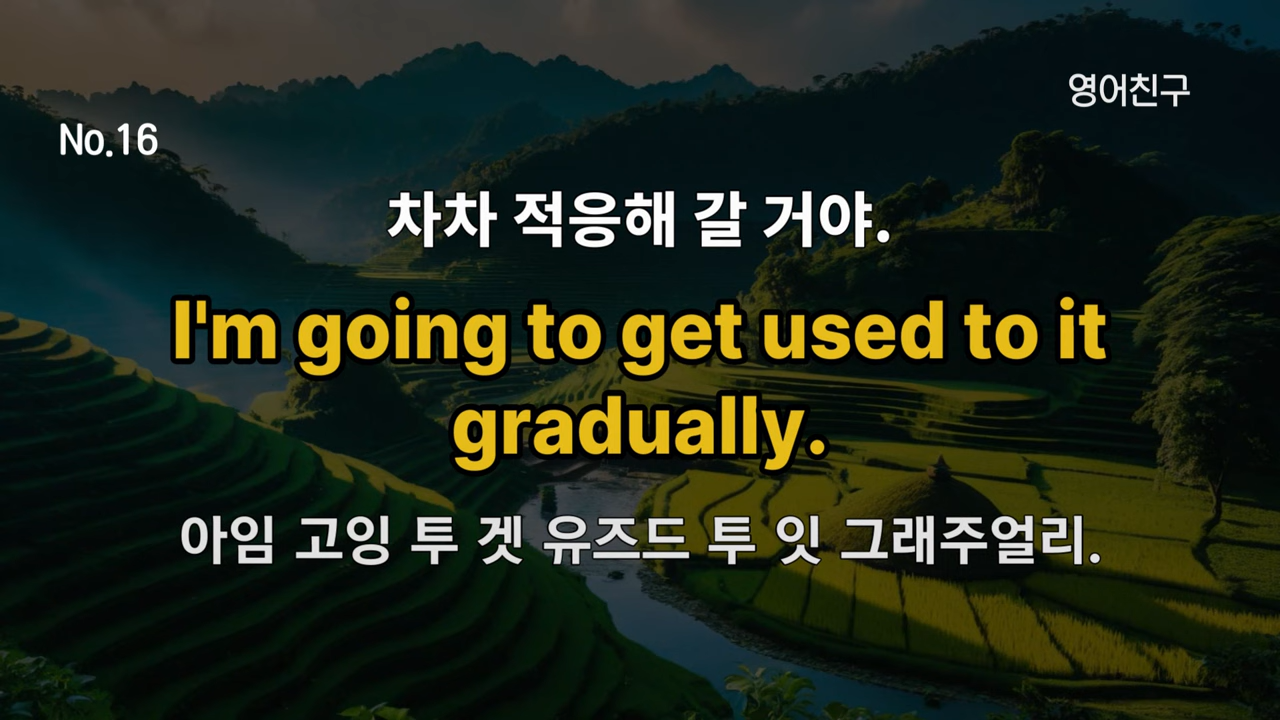 영어친구
No.16
차차 적응해 갈 거야.
I'm going to get used to it
gradually.
아임 고잉 투 겟 유즈드 투 잇 그래주얼리.